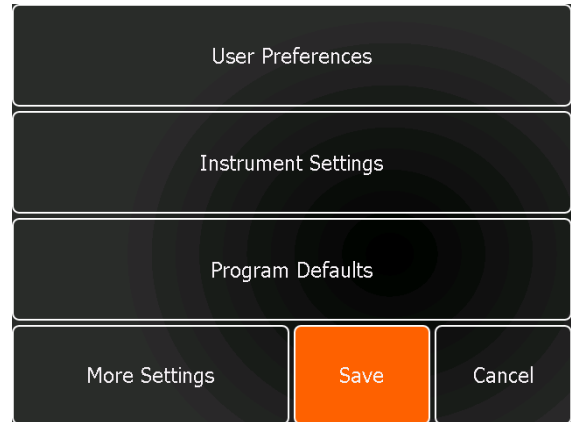 User Preferences
Instrument Settings
Program Defaults
More Settings
Save
Cancel